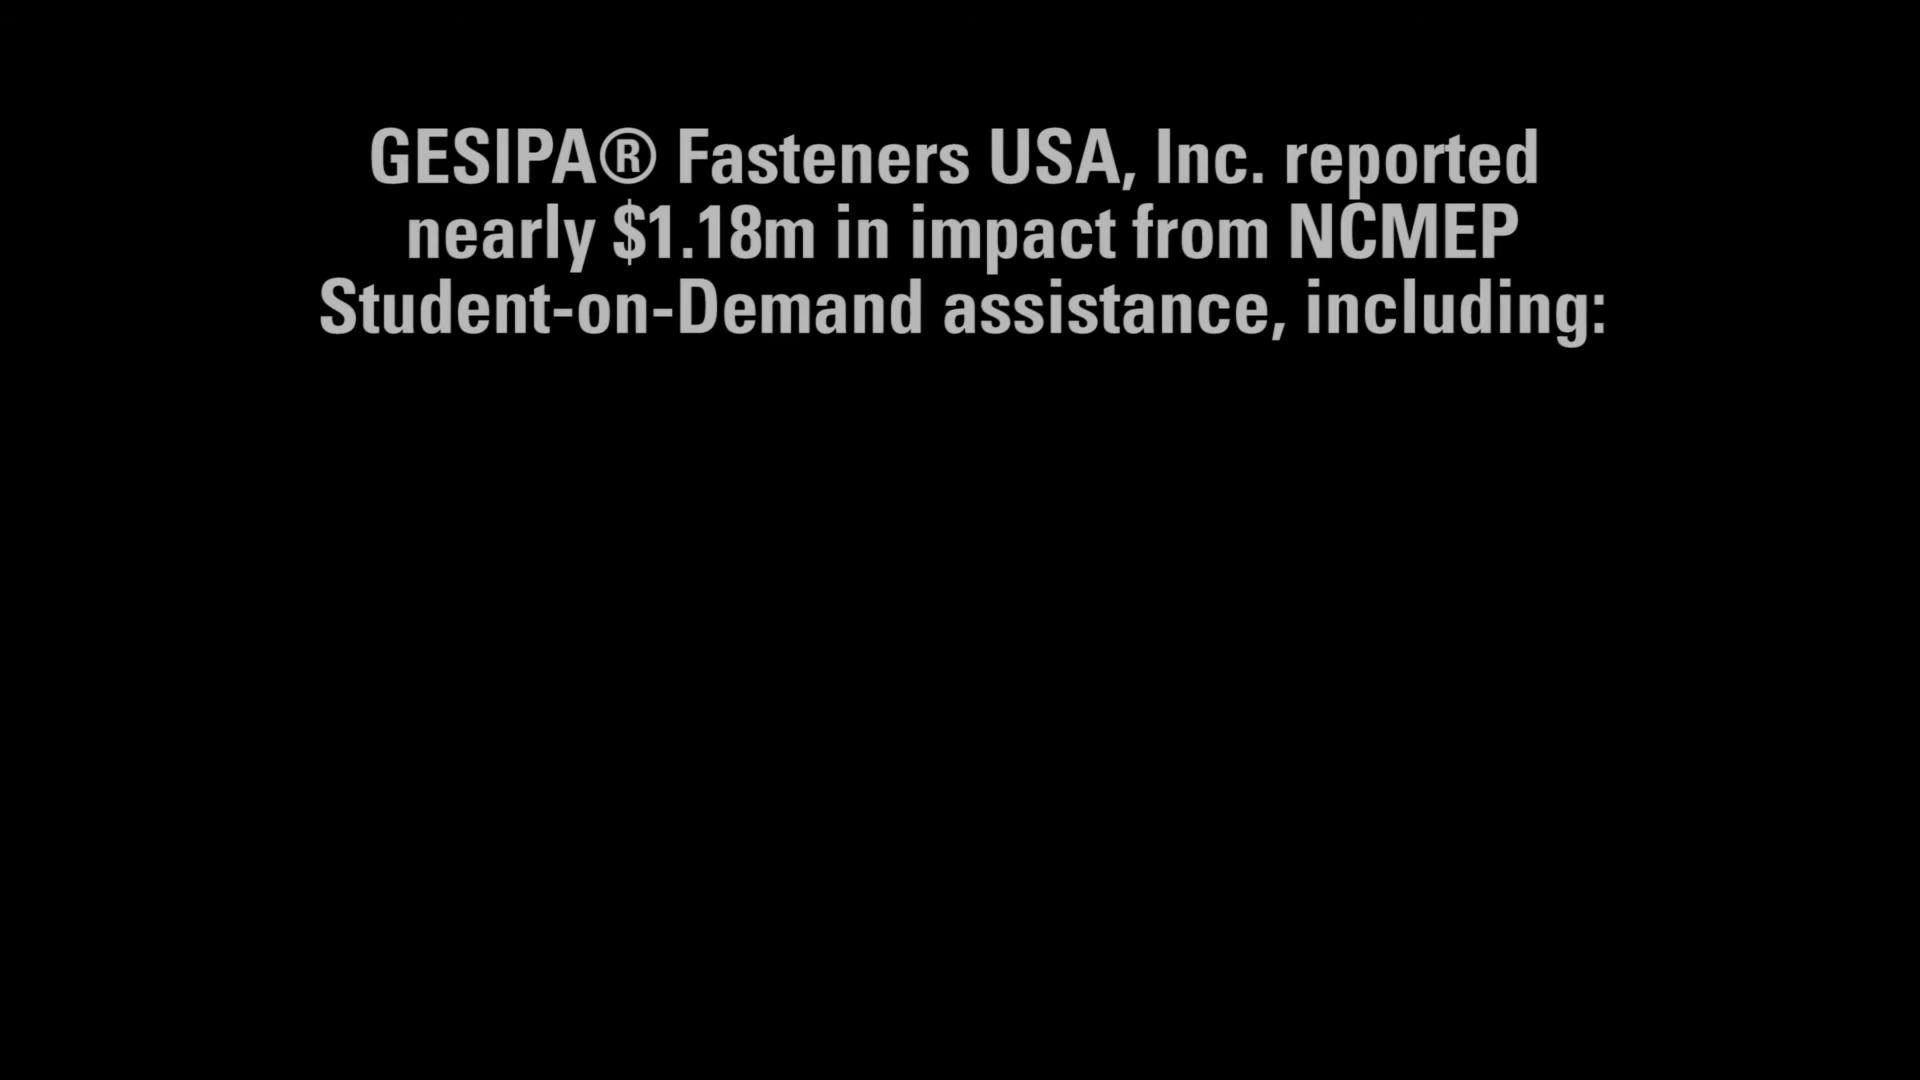 GESIPA® Fasteners USA, Inc. reported
nearly $1.18m in impact from NCMEP
Student-on-Demand assistance, including: